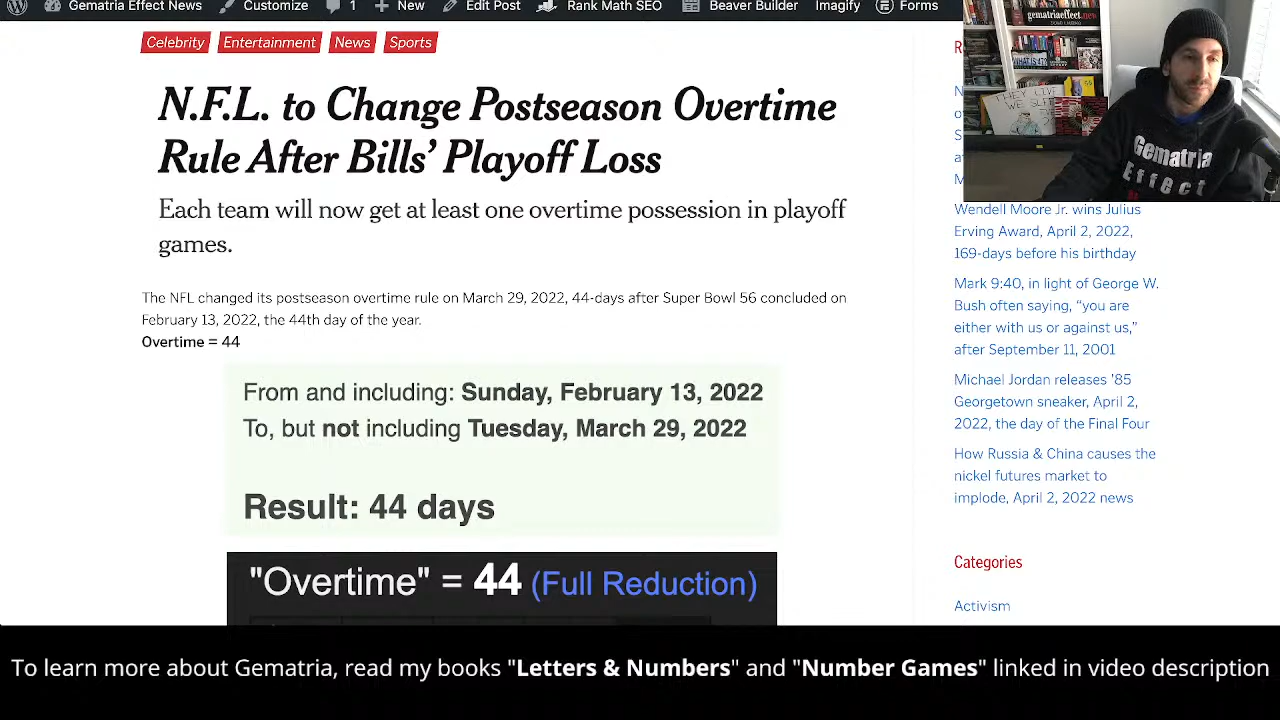 Gematria Effect News
Customize
1
New
Edit Post
Rank Math SEO
Beaver Builder
Imagify
Forms
Celebrity
Entertainment
News
Sports
N.F.L. to Change Postseason Overtime
Rule After Bills' Playoff Loss
Each team will now get at least one overtime possession in playoff
games.
The NFL changed its postseason overtime rule on March 29, 2022, 44-days after Super Bowl 56 concluded on
February 13, 2022, the 44th day of the year.
Overtime = 44
From and including: Sunday, February 13, 2022
To, but not including Tuesday, March 29, 2022
Result: 44 days
"Overtime" = 44 (Full Reduction)
gematriaeffect.news
THEY LIVE
WE SLEEP
Gematria
Effect
Wendell Moore Jr. wins Julius
Erving Award, April 2, 2022,
169-days before his birthday
Mark 9:40, in light of George W.
Bush often saying, “you are
either with us or against us,”
after September 11, 2001
Michael Jordan releases '85
Georgetown sneaker, April 2,
2022, the day of the Final Four
How Russia & China causes the
nickel futures market to
implode, April 2, 2022 news
Categories
Activism
To learn more about Gematria, read my books "Letters & Numbers" and "Number Games" linked in video description